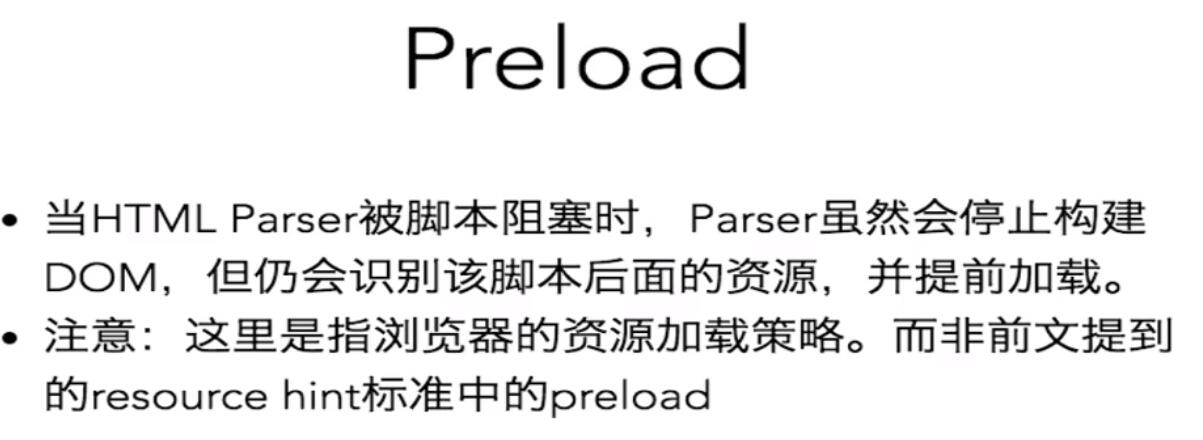 Preload
• 当HTML Parser被脚本阻塞时，Parser虽然会停止构建
DOM，但仍会识别该脚本后面的资源，并提前加载。
• 注意：这里是指浏览器的资源加载策略。而非前文提到
的resource hint标准中的preload